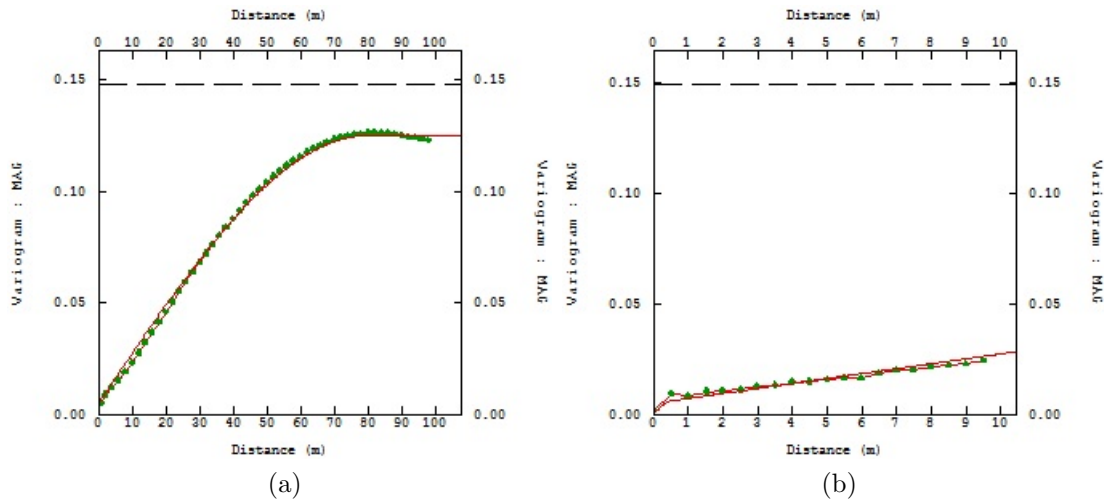 Distance (m)
0 10 20 30 40 50 60 70 80 90 100
0.15 0.15
0.10 0.10
0.05 0.05
0.00 0.00
Variogram : MAG
Variogram : MAG
0 10 20 30 40 50 60 70 80 90 100
Distance (m)
(a)
Distance (m)
0 1 2 3 4 5 6 7 8 9 10
0.15 0.15
0.10 0.10
0.05 0.05
0.00 0.00
Variogram : MAG
Variogram : MAG
0 1 2 3 4 5 6 7 8 9 10
Distance (m)
(b)